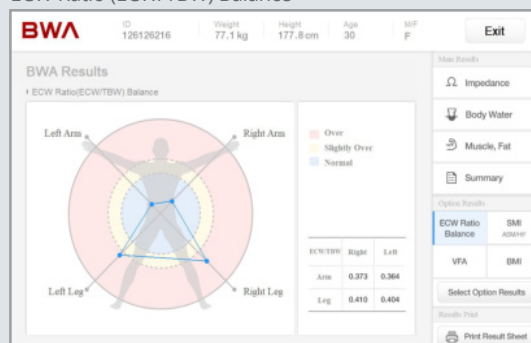 ECW Ratio (ECW/TBW) Balance
BWA
ID
126126216
Weight
77.1 kg
Height
177.8 cm
Age
30
M/F
F
Exit
BWA Results
ECW Ratio(ECW/TBW) Balance
Left Arm
Right Arm
Left Leg
Right Leg
Over
Slightly Over
Normal
ECW/TBW Right Left
Arm 0.373 0.364
Leg 0.410 0.404
Main Results
Impedance
Body Water
Muscle, Fat
Summary
Option Results
ECW Ratio
Balance
SMI
ASM/H²
VFA
BMI
Select Option Results
Results Print
Print Result Sheet